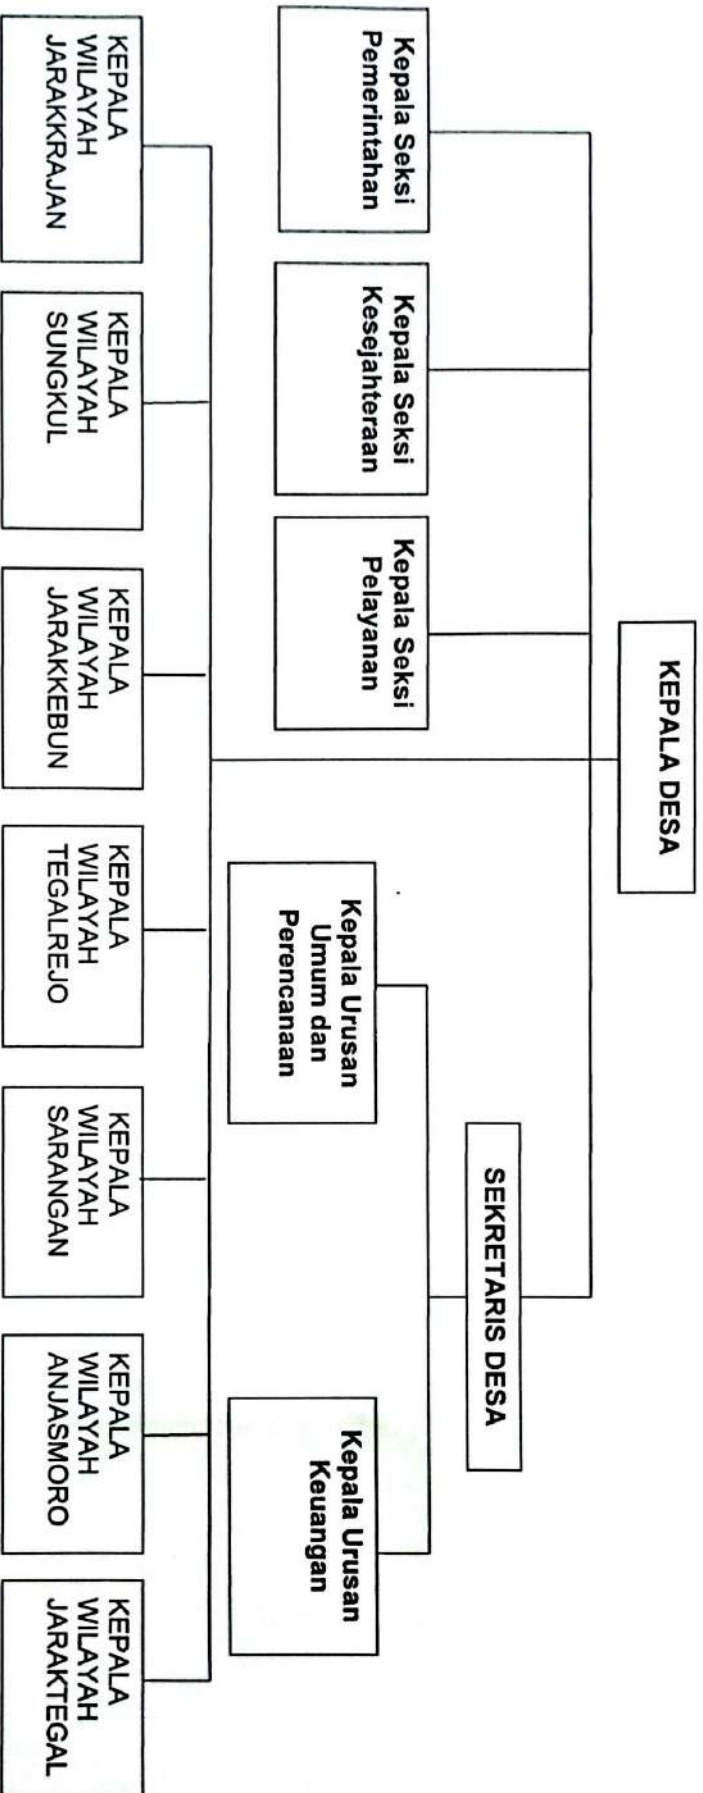 KEPALA DESA
SEKRETARIS DESA
Kepala Seksi
Pemerintahan
Kepala Seksi
Kesejahteraan
Kepala Seksi
Pelayanan
Kepala Urusan
Umum dan
Perencanaan
Kepala Urusan
Keuangan
KEPALA
WILAYAH
JARAKKRAJAN
KEPALA
WILAYAH
SUNGKUL
KEPALA
WILAYAH
JARAKKEBUN
KEPALA
WILAYAH
TEGALREJO
KEPALA
WILAYAH
SARANGAN
KEPALA
WILAYAH
ANJASMORO
KEPALA
WILAYAH
JARAKTEGAL